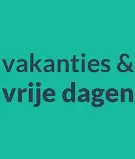 vakanties &
vrije dagen